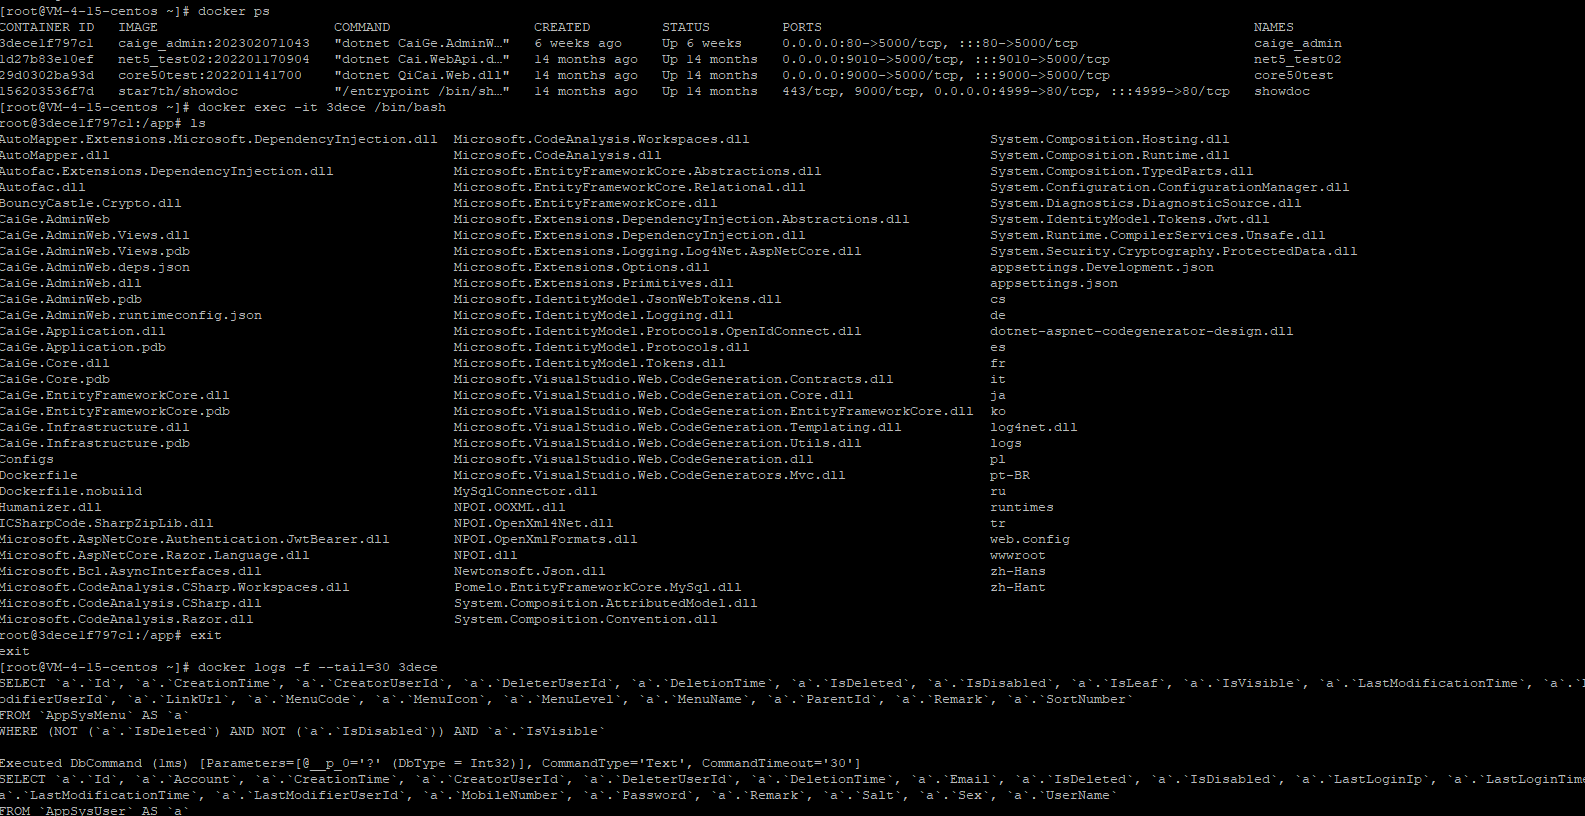 [root@VM-4-15-centos ~]# docker ps
CONTAINER ID   IMAGE                      COMMAND                  CREATED         STATUS         PORTS                                                      NAMES
3dece1f797c1   caige_admin:202302071043   "dotnet CaiGe.AdminW…"   6 weeks ago     Up 6 weeks     0.0.0.0:80->5000/tcp, :::80->5000/tcp                      caige_admin
1d27b83e10ef   net5_test02:202201170904   "dotnet Cai.WebApi.d…"   14 months ago   Up 14 months   0.0.0.0:9010->5000/tcp, :::9010->5000/tcp                  net5_test02
29d0302ba93d   core50test:202201141700    "dotnet QiCai.Web.dll"   14 months ago   Up 14 months   0.0.0.0:9000->5000/tcp, :::9000->5000/tcp                  core50test
156203536f7d   star7th/showdoc            "/entrypoint /bin/sh…"   14 months ago   Up 14 months   443/tcp, 9000/tcp, 0.0.0.0:4999->80/tcp, :::4999->80/tcp   showdoc
[root@VM-4-15-centos ~]# docker exec -it 3dece /bin/bash
root@3dece1f797c1:/app# ls
AutoMapper.Extensions.Microsoft.DependencyInjection.dll  Microsoft.CodeAnalysis.Workspaces.dll  System.Composition.Hosting.dll
AutoMapper.dll  Microsoft.CodeAnalysis.dll  System.Composition.Runtime.dll
Autofac.Extensions.DependencyInjection.dll  Microsoft.EntityFrameworkCore.Abstractions.dll  System.Composition.TypedParts.dll
Autofac.dll  Microsoft.EntityFrameworkCore.Relational.dll  System.Configuration.ConfigurationManager.dll
BouncyCastle.Crypto.dll  Microsoft.EntityFrameworkCore.dll  System.Diagnostics.DiagnosticSource.dll
CaiGe.AdminWeb  Microsoft.Extensions.DependencyInjection.Abstractions.dll  System.IdentityModel.Tokens.Jwt.dll
CaiGe.AdminWeb.Views.dll  Microsoft.Extensions.DependencyInjection.dll  System.Runtime.CompilerServices.Unsafe.dll
CaiGe.AdminWeb.Views.pdb  Microsoft.Extensions.Logging.Log4Net.AspNetCore.dll  System.Security.Cryptography.ProtectedData.dll
CaiGe.AdminWeb.deps.json  Microsoft.Extensions.Options.dll  appsettings.Development.json
CaiGe.AdminWeb.dll  Microsoft.Extensions.Primitives.dll  appsettings.json
CaiGe.AdminWeb.pdb  Microsoft.IdentityModel.JsonWebTokens.dll  cs
CaiGe.AdminWeb.runtimeconfig.json  Microsoft.IdentityModel.Logging.dll  de
CaiGe.Application.dll  Microsoft.IdentityModel.Protocols.OpenIdConnect.dll  dotnet-aspnet-codegenerator-design.dll
CaiGe.Application.pdb  Microsoft.IdentityModel.Protocols.dll  es
CaiGe.Core.dll  Microsoft.IdentityModel.Tokens.dll  fr
CaiGe.Core.pdb  Microsoft.VisualStudio.Web.CodeGeneration.Contracts.dll  it
CaiGe.EntityFrameworkCore.dll  Microsoft.VisualStudio.Web.CodeGeneration.Core.dll  ja
CaiGe.EntityFrameworkCore.pdb  Microsoft.VisualStudio.Web.CodeGeneration.EntityFrameworkCore.dll  ko
CaiGe.Infrastructure.dll  Microsoft.VisualStudio.Web.CodeGeneration.Templating.dll  log4net.dll
CaiGe.Infrastructure.pdb  Microsoft.VisualStudio.Web.CodeGeneration.Utils.dll  logs
Configs  Microsoft.VisualStudio.Web.CodeGeneration.dll  pl
Dockerfile  Microsoft.VisualStudio.Web.CodeGenerators.Mvc.dll  pt-BR
Dockerfile.nobuild  MySqlConnector.dll  ru
Humanizer.dll  NPOI.OOXML.dll  runtimes
ICSharpCode.SharpZipLib.dll  NPOI.OpenXml4Net.dll  tr
Microsoft.AspNetCore.Authentication.JwtBearer.dll  NPOI.OpenXmlFormats.dll  web.config
Microsoft.AspNetCore.Razor.Language.dll  NPOI.dll  wwwroot
Microsoft.Bcl.AsyncInterfaces.dll  Newtonsoft.Json.dll  zh-Hans
Microsoft.CodeAnalysis.CSharp.Workspaces.dll  Pomelo.EntityFrameworkCore.MySql.dll  zh-Hant
Microsoft.CodeAnalysis.CSharp.dll  System.Composition.AttributedModel.dll
Microsoft.CodeAnalysis.Razor.dll  System.Composition.Convention.dll
root@3dece1f797c1:/app# exit
exit
[root@VM-4-15-centos ~]# docker logs -f --tail=30 3dece
SELECT `a`.`Id`, `a`.`CreationTime`, `a`.`CreatorUserId`, `a`.`DeleterUserId`, `a`.`DeletionTime`, `a`.`IsDeleted`, `a`.`IsDisabled`, `a`.`IsLeaf`, `a`.`IsVisible`, `a`.`LastModificationTime`, `a`.`
odifierUserId`, `a`.`LinkUrl`, `a`.`MenuCode`, `a`.`MenuIcon`, `a`.`MenuLevel`, `a`.`MenuName`, `a`.`ParentId`, `a`.`Remark`, `a`.`SortNumber`
FROM `AppSysMenu` AS `a`
WHERE (NOT (`a`.`IsDeleted`) AND NOT (`a`.`IsDisabled`)) AND `a`.`IsVisible`
Executed DbCommand (1ms) [Parameters=[@__p_0='?' (DbType = Int32)], CommandType='Text', CommandTimeout='30']
SELECT `a`.`Id`, `a`.`Account`, `a`.`CreationTime`, `a`.`CreatorUserId`, `a`.`DeleterUserId`, `a`.`DeletionTime`, `a`.`Email`, `a`.`IsDeleted`, `a`.`IsDisabled`, `a`.`LastLoginIp`, `a`.`LastLoginTime
a`.`LastModificationTime`, `a`.`LastModifierUserId`, `a`.`MobileNumber`, `a`.`Password`, `a`.`Remark`, `a`.`Salt`, `a`.`Sex`, `a`.`UserName`
FROM `AppSysUser` AS `a`